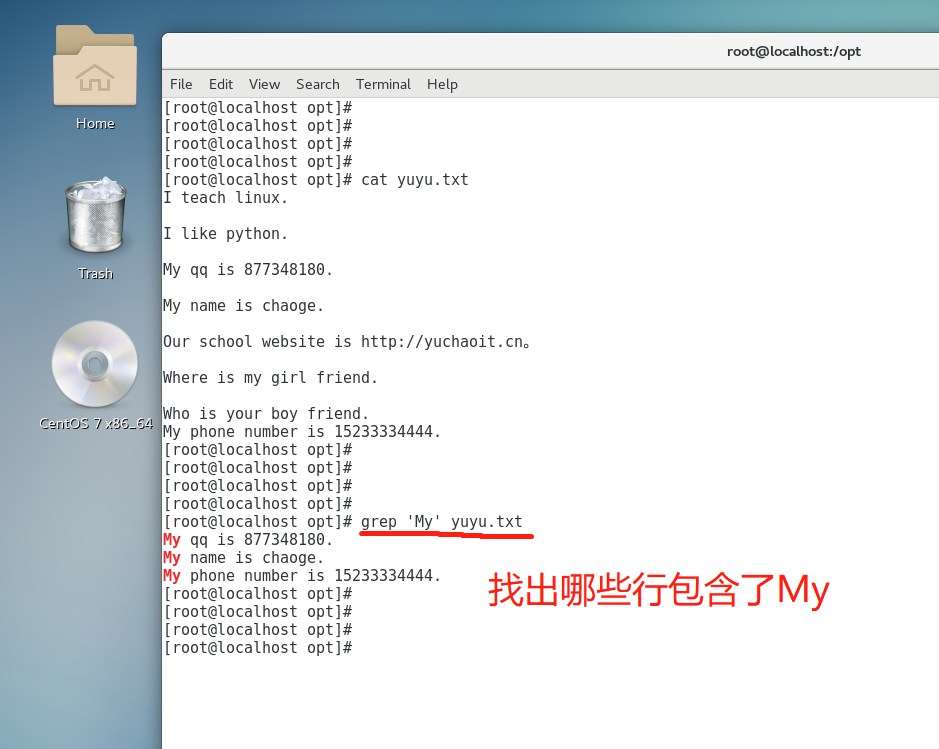 Home
Trash
CentOS 7 x86_64
root@localhost:/opt
File Edit View Search Terminal Help
[root@localhost opt]#
[root@localhost opt]#
[root@localhost opt]#
[root@localhost opt]#
[root@localhost opt]# cat yuyu.txt
I teach linux.
I like python.
My qq is 877348180.
My name is chaoge.
Our school website is http://yuchaoit.cn。
Where is my girl friend.
Who is your boy friend.
My phone number is 15233334444.
[root@localhost opt]#
[root@localhost opt]#
[root@localhost opt]#
[root@localhost opt]#
[root@localhost opt]# grep 'My' yuyu.txt
My qq is 877348180.
My name is chaoge.
My phone number is 15233334444.
[root@localhost opt]#
[root@localhost opt]#
[root@localhost opt]#
[root@localhost opt]#
找出哪些行包含了My